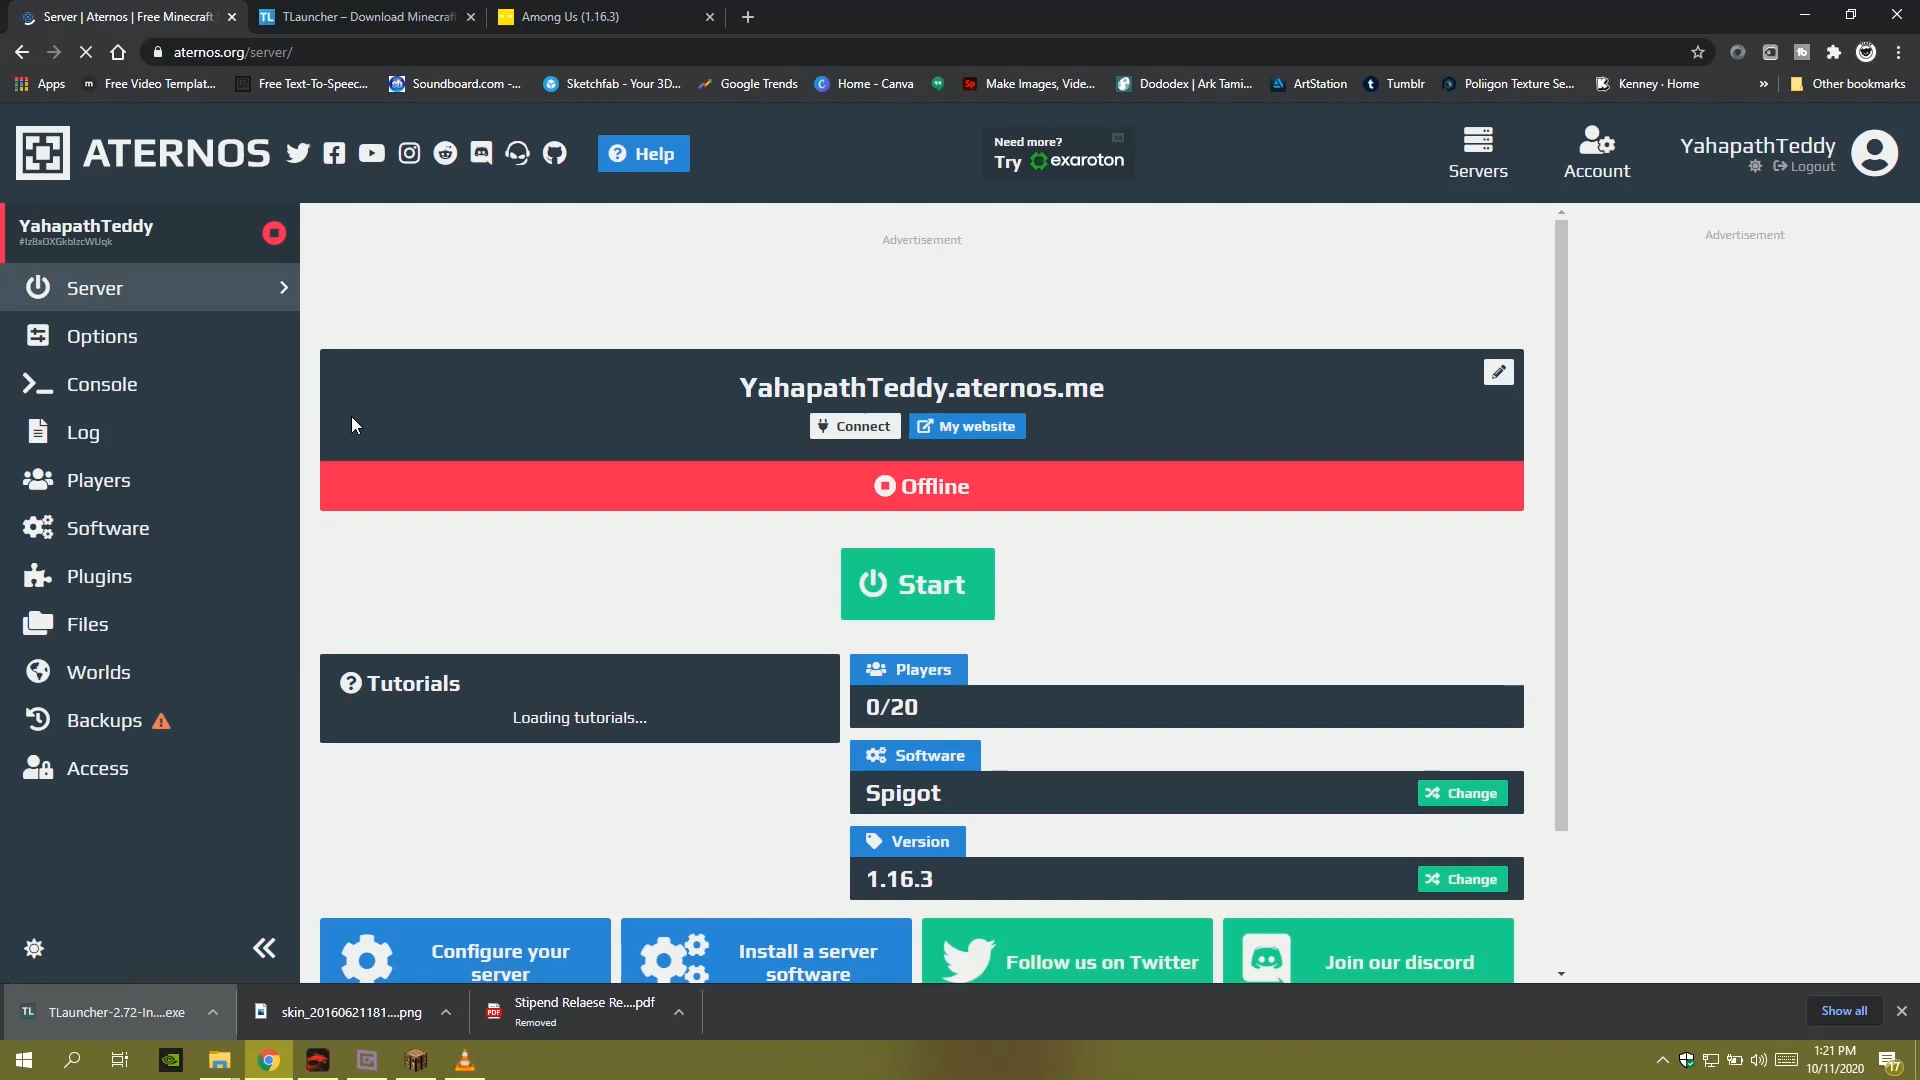 Server | Aternos | Free Minecraft
TLauncher – Download Minecraft
Among Us (1.16.3)
aternos.org/server/
Apps
Free Video Templat...
Free Text-To-Speec...
Soundboard.com -...
Sketchfab - Your 3D...
Google Trends
Home - Canva
Make Images, Vide...
Dododex | Ark Tami...
ArtStation
Tumblr
Poliigon Texture Se...
Kenney · Home
»
Other bookmarks
ATERNOS
Help
Need more?
Ad
Try exaroton
Servers
Account
YahapathTeddy
Logout
YahapathTeddy
Server
Options
Console
Log
Players
Software
Plugins
Files
Worlds
Backups
Access
Advertisement
Advertisement
YahapathTeddy.aternos.me
Connect
My website
Offline
Start
Tutorials
Loading tutorials...
Players
0/20
Software
Spigot
Change
Version
1.16.3
Change
Configure your
server
Install a server
software
Follow us on Twitter
Join our discord
TLauncher-2.72-In....exe
skin_20160621181....png
Stipend Relaese Re....pdf
Removed
Show all
1:21 PM
10/11/2020
17